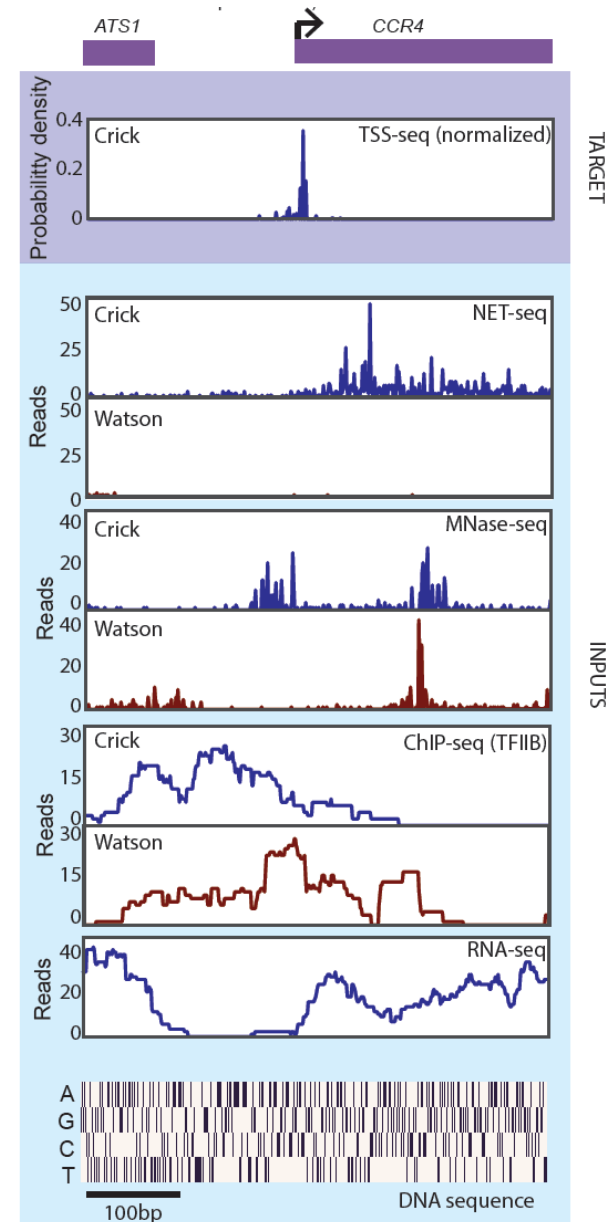 ATS1 CCR4
Probability density
0.4
0.2
0
Crick TSS-seq (normalized)
TARGET
Reads
50
25
0
Crick NET-seq
50
25
0
Watson
Reads
40
20
0
Crick MNase-seq
40
20
0
Watson
INPUTS
Reads
30
15
0
Crick ChIP-seq (TFIIB)
30
15
0
Watson
Reads
40
20
0
RNA-seq
A
G
C
T
100bp DNA sequence